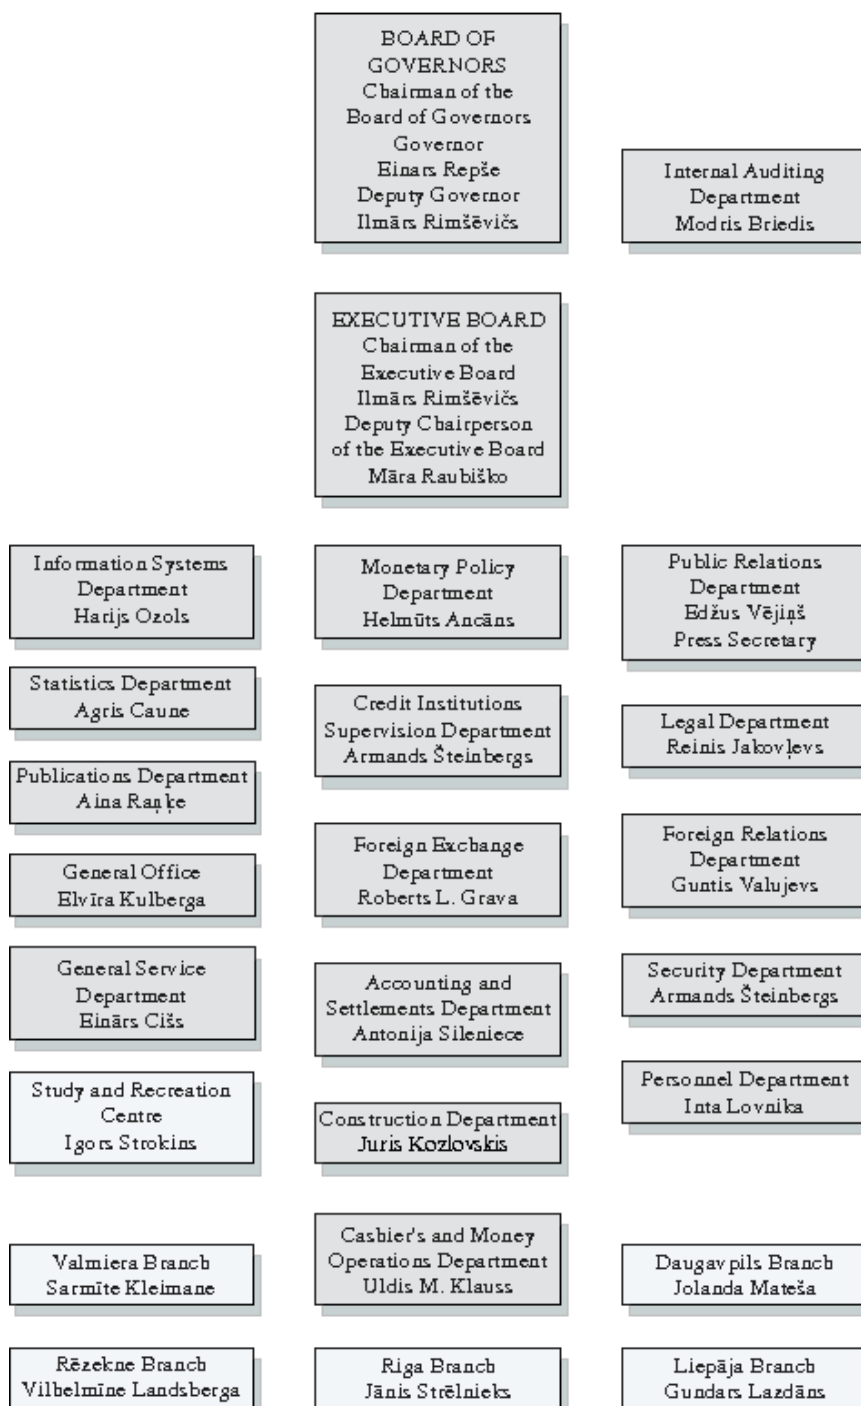 BOARD OF
GOVERNORS
Chairman of the
Board of Governors
Governor
Einars Repše
Deputy Governor
Ilmārs Rimšēvičs
Internal Auditing
Department
Modris Briedis
EXECUTIVE BOARD
Chairman of the
Executive Board
Ilmārs Rimšēvičs
Deputy Chairperson
of the Executive Board
Māra Raubiško
Information Systems
Department
Harijs Ozols
Monetary Policy
Department
Helmūts Ancāns
Public Relations
Department
Edžus Vējiņš
Press Secretary
Statistics Department
Agris Caune
Credit Institutions
Supervision Department
Armands Šteinbergs
Legal Department
Reinis Jakovļevs
Publications Department
Aina Raņķe
Foreign Exchange
Department
Roberts L. Grava
Foreign Relations
Department
Guntis Valujevs
General Office
Elvīra Kulberga
General Service
Department
Einārs Cišs
Accounting and
Settlements Department
Antonija Sileniece
Security Department
Armands Šteinbergs
Study and Recreation
Centre
Igors Strokins
Construction Department
Juris Kozlovskis
Personnel Department
Inta Lovnika
Cashier's and Money
Operations Department
Uldis M. Klauss
Valmiera Branch
Sarmīte Kleimane
Daugavpils Branch
Jolanda Mateša
Rēzekne Branch
Vilhelmīne Landsberga
Riga Branch
Jānis Strēlnieks
Liepāja Branch
Gundars Lazdāns